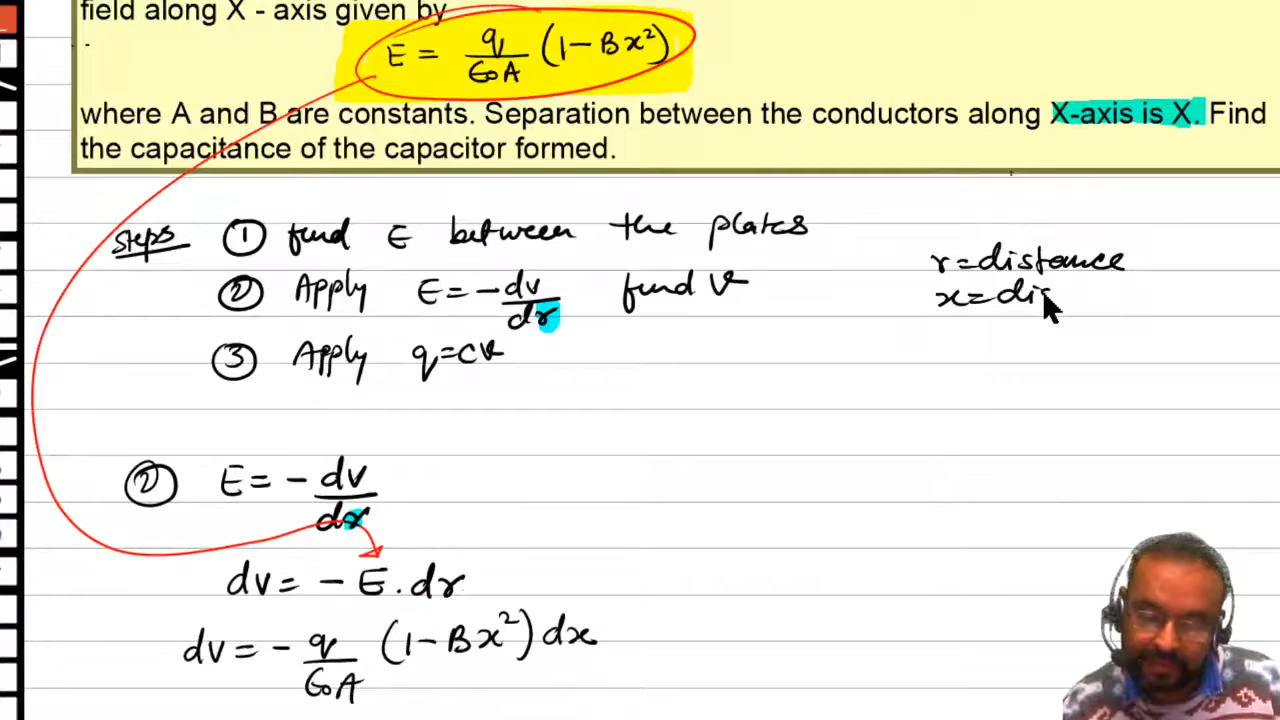 field along X - axis given by
E = q/ϵ₀A (1 - Bx²)
where A and B are constants. Separation between the conductors along X-axis is X. Find
the capacitance of the capacitor formed.
Steps ① find E between the plates
② Apply E = - dv/dr find V
③ Apply q = cv
r = distance
x = dis
② E = - dv/dr
dv = - E . dr
dv = - q/ϵ₀A (1 - Bx²) dx